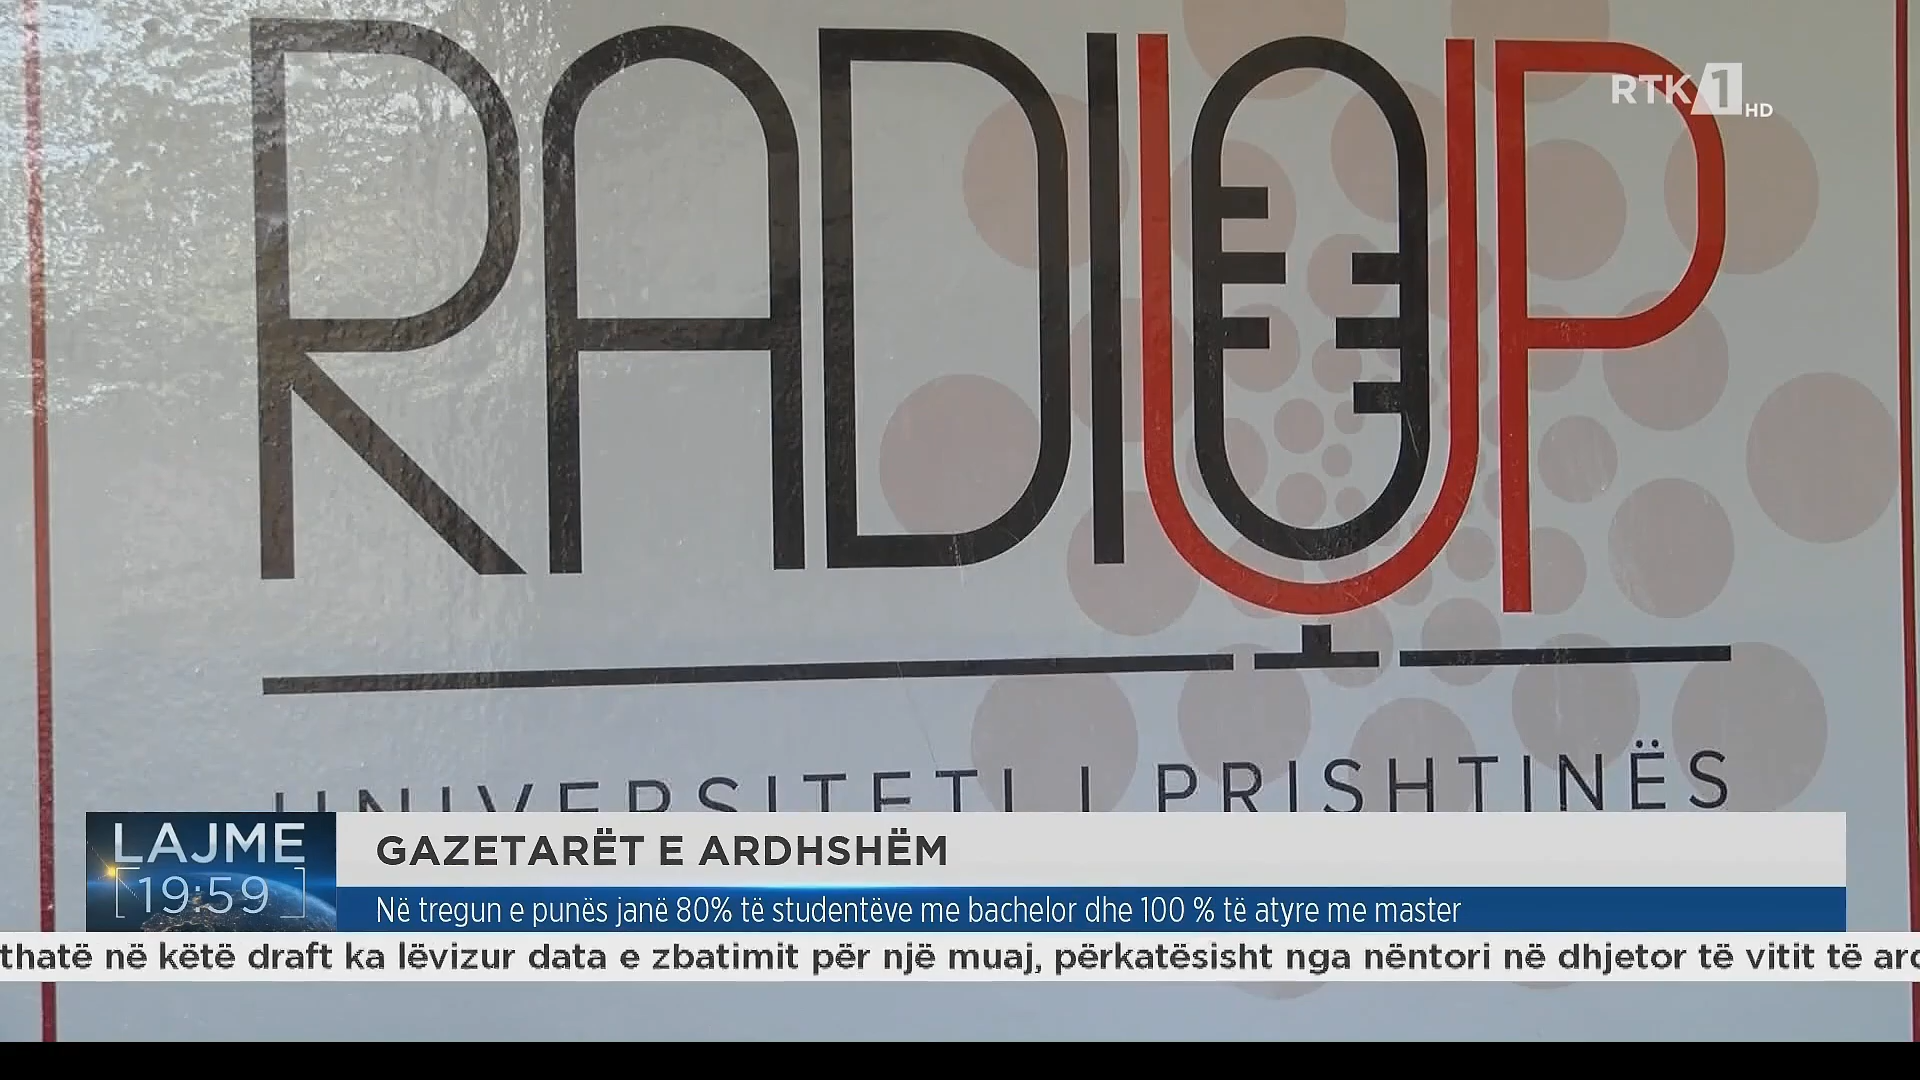 RADIO UP
RTK 1 HD
UNIVERSITETI I PRISHTINËS
LAJME
19:59
GAZETARËT E ARDHSHËM
Në tregun e punës janë 80% të studentëve me bachelor dhe 100 % të atyre me master
thatë në këtë draft ka lëvizur data e zbatimit për një muaj, përkatësisht nga nëntori në dhjetor të vitit të